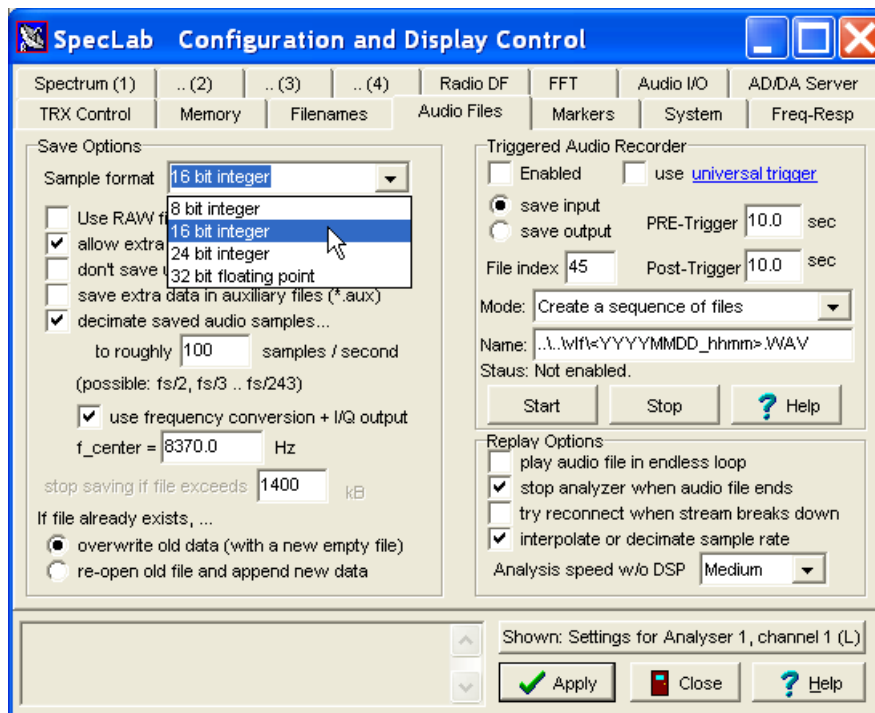 SpecLab Configuration and Display Control
Spectrum (1) .. (2) .. (3) .. (4) Radio DF FFT Audio I/O AD/DA Server
TRX Control Memory Filenames Audio Files Markers System Freq-Resp
Save Options
Sample format 16 bit integer
8 bit integer
16 bit integer
24 bit integer
32 bit floating point
Use RAW
allow extra
don't save
save extra data in auxiliary files (*.aux)
decimate saved audio samples...
to roughly 100 samples / second
(possible: fs/2, fs/3 .. fs/243)
use frequency conversion + I/Q output
f_center = 8370.0 Hz
stop saving if file exceeds 1400 kB
If file already exists, ...
overwrite old data (with a new empty file)
re-open old file and append new data
Triggered Audio Recorder
Enabled use universal trigger
save input
save output
PRE-Trigger 10.0 sec
File index 45 Post-Trigger 10.0 sec
Mode: Create a sequence of files
Name: ..\..\vlf\<YYYYMMDD_hhmm>.WAV
Staus: Not enabled.
Start Stop ? Help
Replay Options
play audio file in endless loop
stop analyzer when audio file ends
try reconnect when stream breaks down
interpolate or decimate sample rate
Analysis speed w/o DSP Medium
Shown: Settings for Analyser 1, channel 1 (L)
Apply Close ? Help